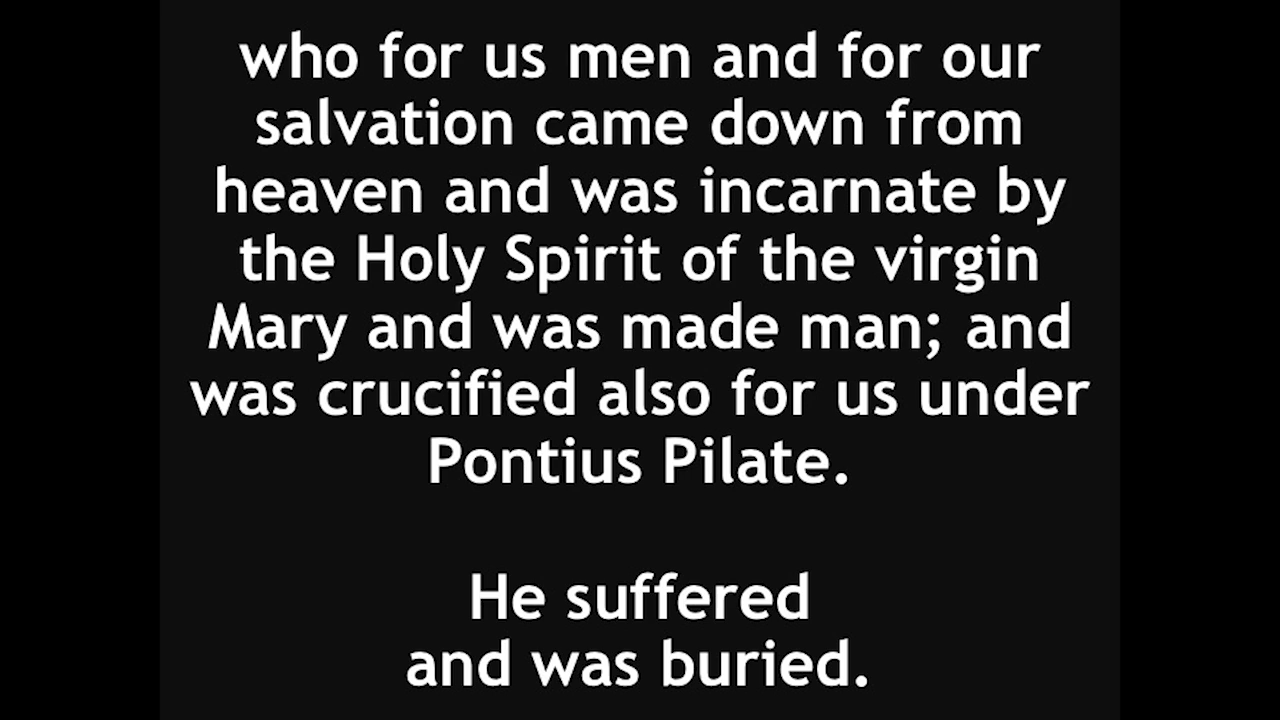 who for us men and for our
salvation came down from
heaven and was incarnate by
the Holy Spirit of the virgin
Mary and was made man; and
was crucified also for us under
Pontius Pilate.
He suffered
and was buried.